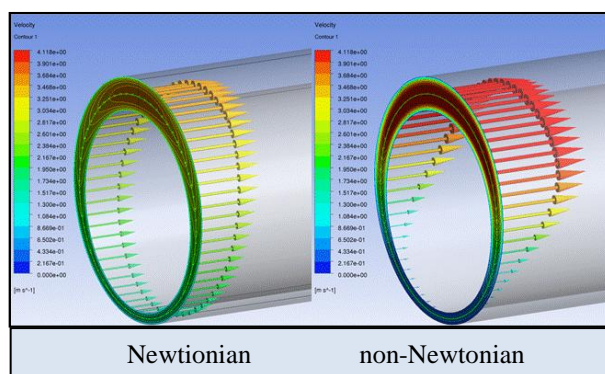 Velocity
Contour 1
4.118e+00
3.901e+00
3.684e+00
3.468e+00
3.251e+00
3.034e+00
2.817e+00
2.601e+00
2.384e+00
2.167e+00
1.950e+00
1.734e+00
1.517e+00
1.300e+00
1.084e+00
8.669e-01
6.502e-01
4.334e-01
2.167e-01
0.000e+00
[m s^-1]
Velocity
Contour 1
4.118e+00
3.901e+00
3.684e+00
3.468e+00
3.251e+00
3.034e+00
2.817e+00
2.601e+00
2.384e+00
2.167e+00
1.950e+00
1.734e+00
1.517e+00
1.300e+00
1.084e+00
8.669e-01
6.502e-01
4.334e-01
2.167e-01
0.000e+00
[m s^-1]
Newtionian
non-Newtonian